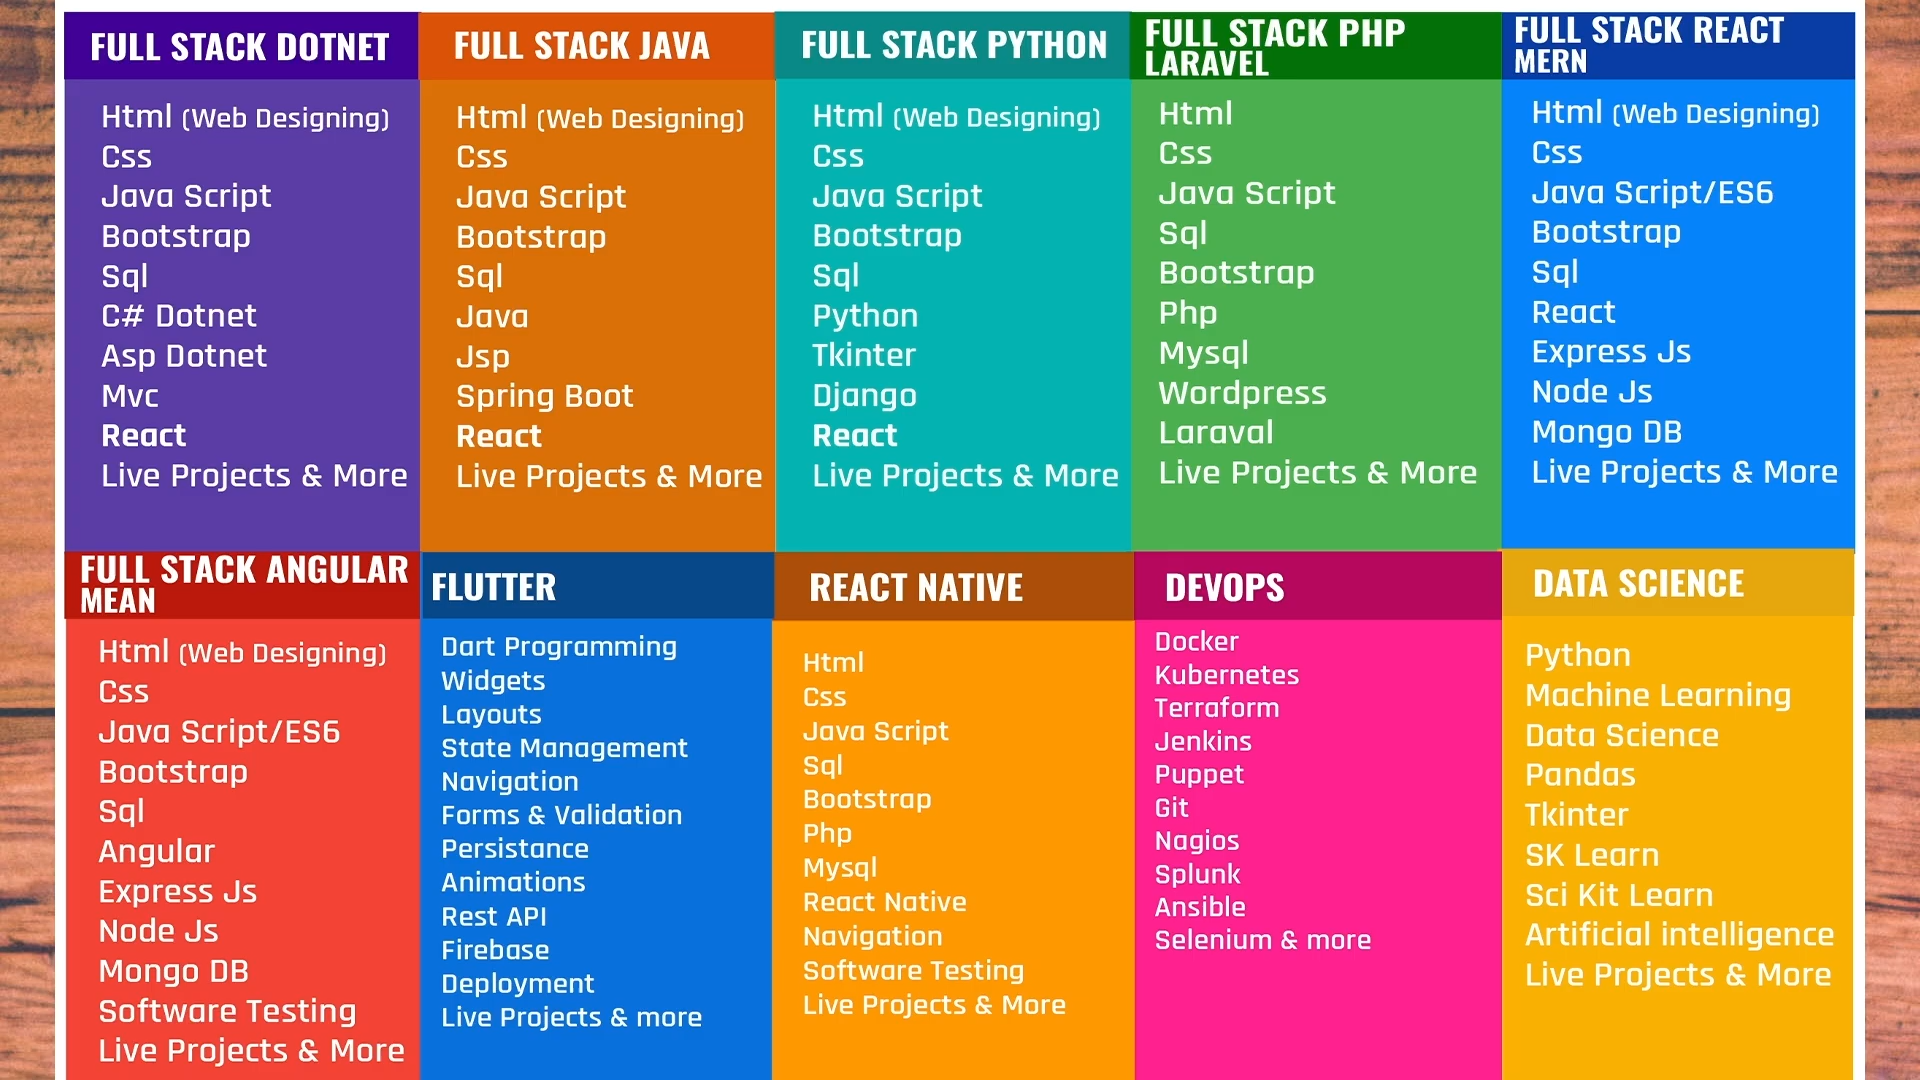 FULL STACK DOTNET
Html (Web Designing)
Css
Java Script
Bootstrap
Sql
C# Dotnet
Asp Dotnet
Mvc
React
Live Projects & More
FULL STACK JAVA
Html (Web Designing)
Css
Java Script
Bootstrap
Sql
Java
Jsp
Spring Boot
React
Live Projects & More
FULL STACK PYTHON
Html (Web Designing)
Css
Java Script
Bootstrap
Sql
Python
Tkinter
Django
React
Live Projects & More
FULL STACK PHP
LARAVEL
Html
Css
Java Script
Sql
Bootstrap
Php
Mysql
Wordpress
Laraval
Live Projects & More
FULL STACK REACT
MERN
Html (Web Designing)
Css
Java Script/ES6
Bootstrap
Sql
React
Express Js
Node Js
Mongo DB
Live Projects & More
FULL STACK ANGULAR
MEAN
Html (Web Designing)
Css
Java Script/ES6
Bootstrap
Sql
Angular
Express Js
Node Js
Mongo DB
Software Testing
Live Projects & More
FLUTTER
Dart Programming
Widgets
Layouts
State Management
Navigation
Forms & Validation
Persistance
Animations
Rest API
Firebase
Deployment
Live Projects & more
REACT NATIVE
Html
Css
Java Script
Sql
Bootstrap
Php
Mysql
React Native
Navigation
Software Testing
Live Projects & More
DEVOPS
Docker
Kubernetes
Terraform
Jenkins
Puppet
Git
Nagios
Splunk
Ansible
Selenium & more
DATA SCIENCE
Python
Machine Learning
Data Science
Pandas
Tkinter
SK Learn
Sci Kit Learn
Artificial intelligence
Live Projects & More